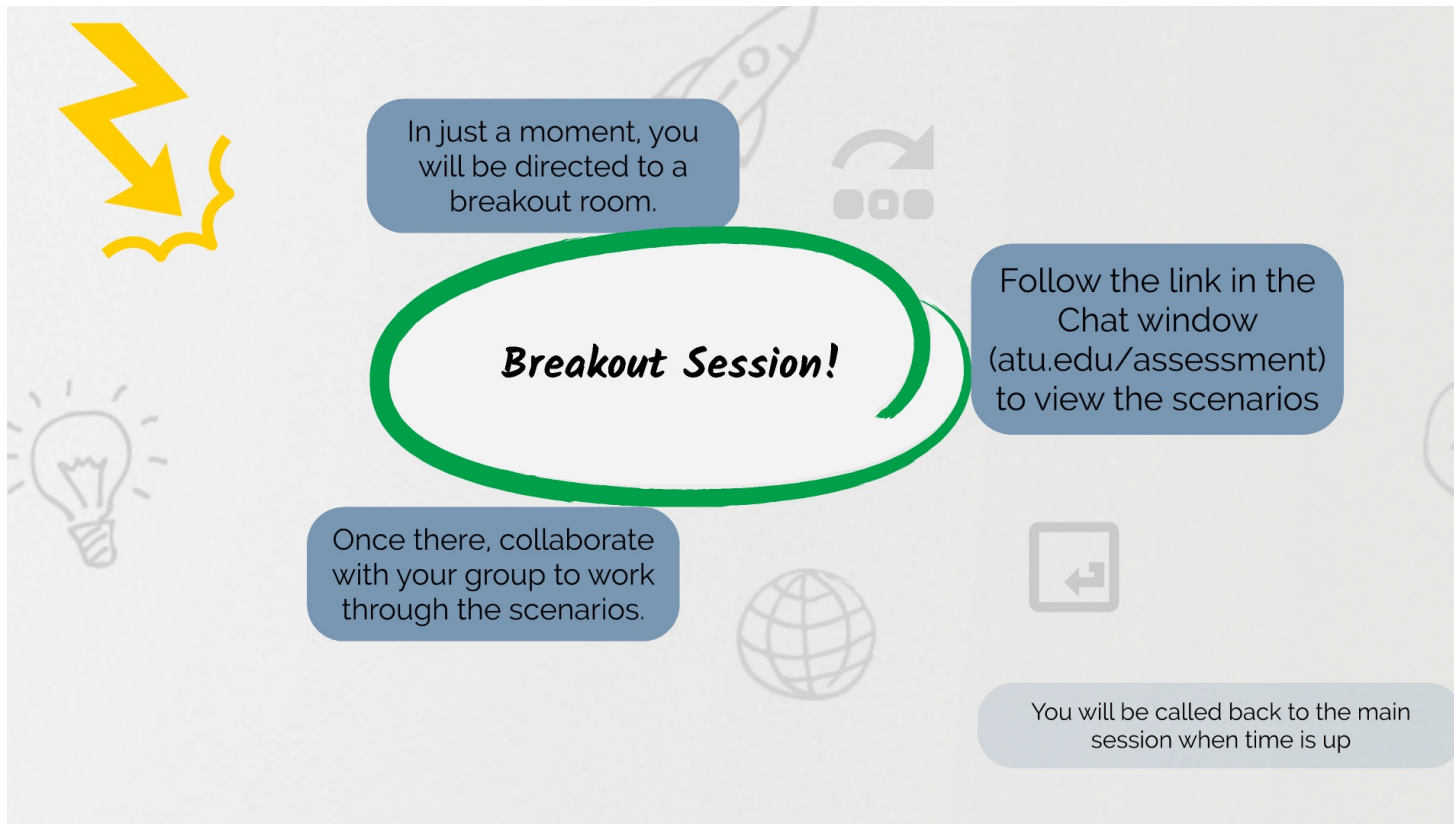 In just a moment, you
will be directed to a
breakout room.
Breakout Session!
Follow the link in the
Chat window
(atu.edu/assessment)
to view the scenarios
Once there, collaborate
with your group to work
through the scenarios.
You will be called back to the main
session when time is up